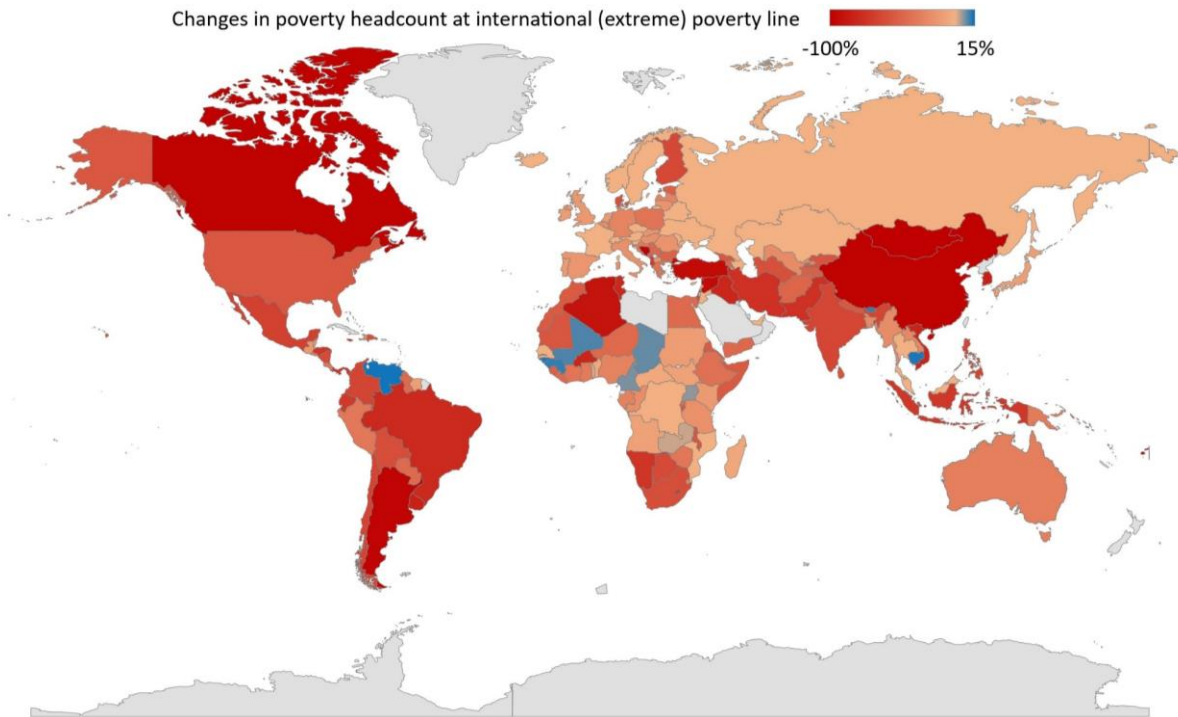 Changes in poverty headcount at international (extreme) poverty line
-100% 15%